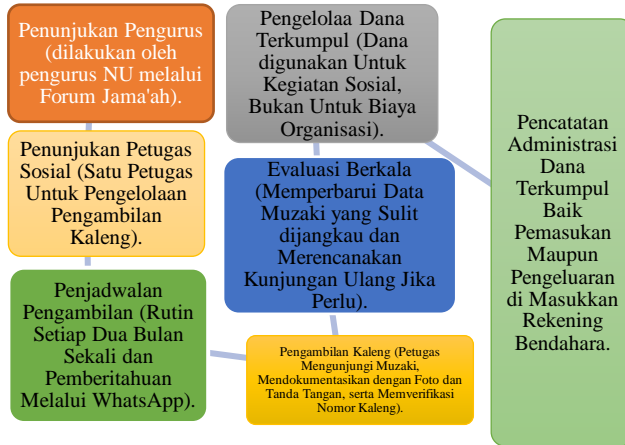 Penunjukan Pengurus
(dilakukan oleh
pengurus NU melalui
Forum Jama'ah).
Penunjukan Petugas
Sosial (Satu Petugas
Untuk Pengelolaan
Pengambilan
Kaleng).
Penjadwalan
Pengambilan (Rutin
Setiap Dua Bulan
Sekali dan
Pemberitahuan
Melalui WhatsApp).
Pengambilan Kaleng (Petugas
Mengunjungi Muzaki,
Mendokumentasikan dengan Foto dan
Tanda Tangan, serta Memverifikasi
Nomor Kaleng).
Evaluasi Berkala
(Memperbarui Data
Muzaki yang Sulit
dijangkau dan
Merencanakan
Kunjungan Ulang Jika
Perlu).
Pengelolaa Dana
Terkumpul (Dana
digunakan Untuk
Kegiatan Sosial,
Bukan Untuk Biaya
Organisasi).
Pencatatan
Administrasi
Dana
Terkumpul
Baik
Pemasukan
Maupun
Pengeluaran
di Masukkan
Rekening
Bendahara.